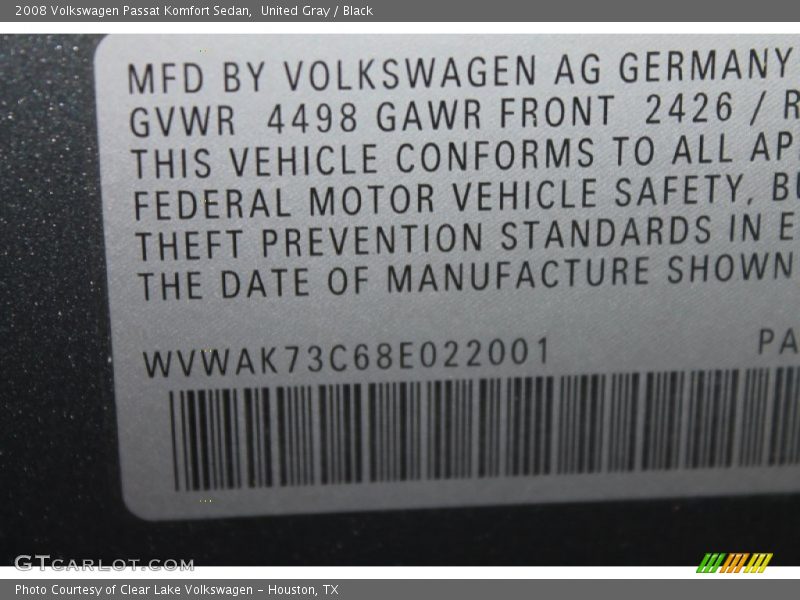 2008 Volkswagen Passat Komfort Sedan,  United Gray / Black
MFD BY VOLKSWAGEN AG GERMANY
GVWR 4498 GAWR FRONT 2426 / R
THIS VEHICLE CONFORMS TO ALL AP
FEDERAL MOTOR VEHICLE SAFETY, BU
THEFT PREVENTION STANDARDS IN E
THE DATE OF MANUFACTURE SHOWN
WVWAK73C68E022001 PA
GTCARLOT.COM
Photo Courtesy of Clear Lake Volkswagen – Houston, TX